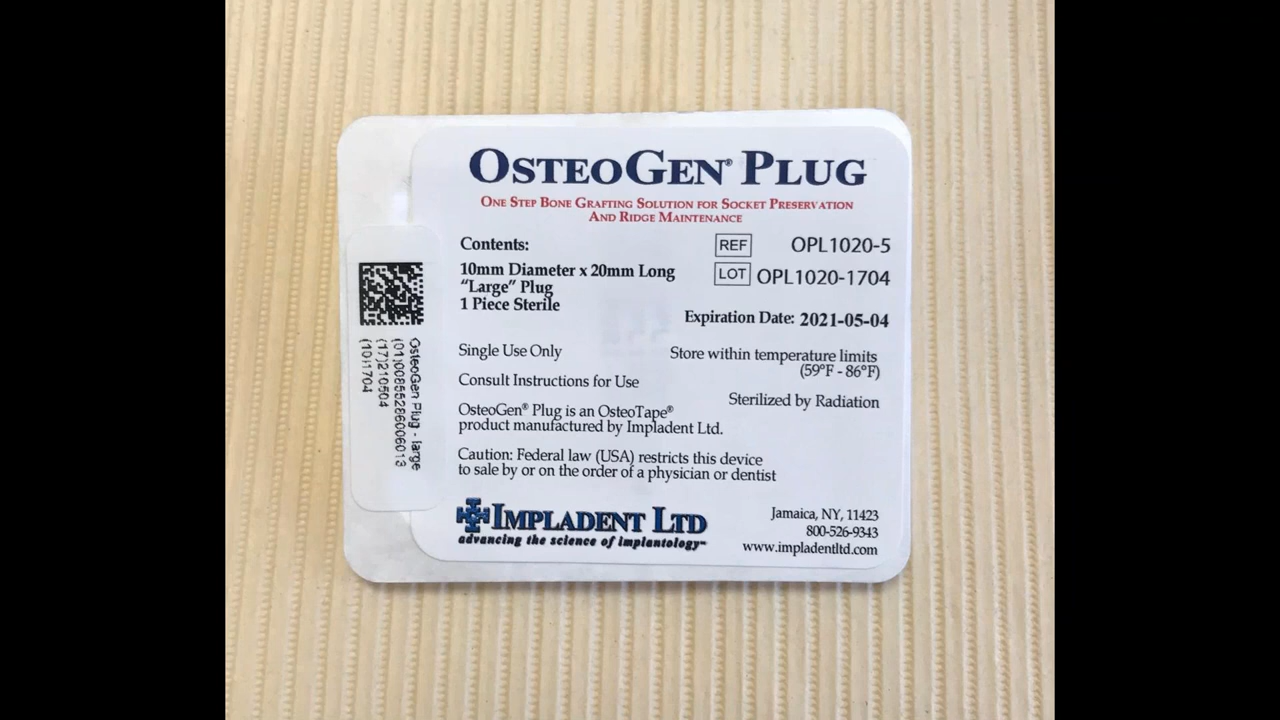 OSTEOGEN® PLUG
ONE STEP BONE GRAFTING SOLUTION FOR SOCKET PRESERVATION
AND RIDGE MAINTENANCE
Contents:
10mm Diameter x 20mm Long
“Large” Plug
1 Piece Sterile
REF OPL1020-5
LOT OPL1020-1704
Expiration Date: 2021-05-04
Single Use Only
Consult Instructions for Use
OsteoGen® Plug is an OsteoTape®
product manufactured by Impladent Ltd.
Store within temperature limits
(59°F - 86°F)
Sterilized by Radiation
Caution: Federal law (USA) restricts this device
to sale by or on the order of a physician or dentist
IMPLADENT LTD
advancing the science of implantology™
Jamaica, NY, 11423
800-526-9343
www.impladentltd.com
OsteoGen Plug - large
(01)00855286006013
(17)210504
(10)1704